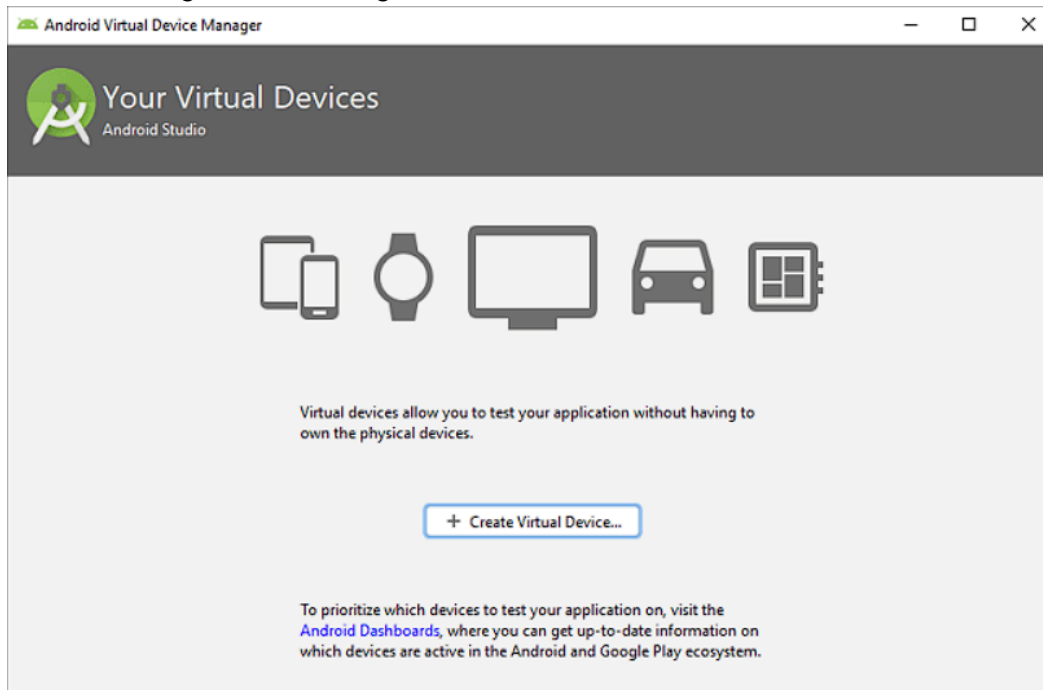 Android Virtual Device Manager
Your Virtual Devices
Android Studio
Virtual devices allow you to test your application without having to
own the physical devices.
+ Create Virtual Device...
To prioritize which devices to test your application on, visit the
Android Dashboards, where you can get up-to-date information on
which devices are active in the Android and Google Play ecosystem.